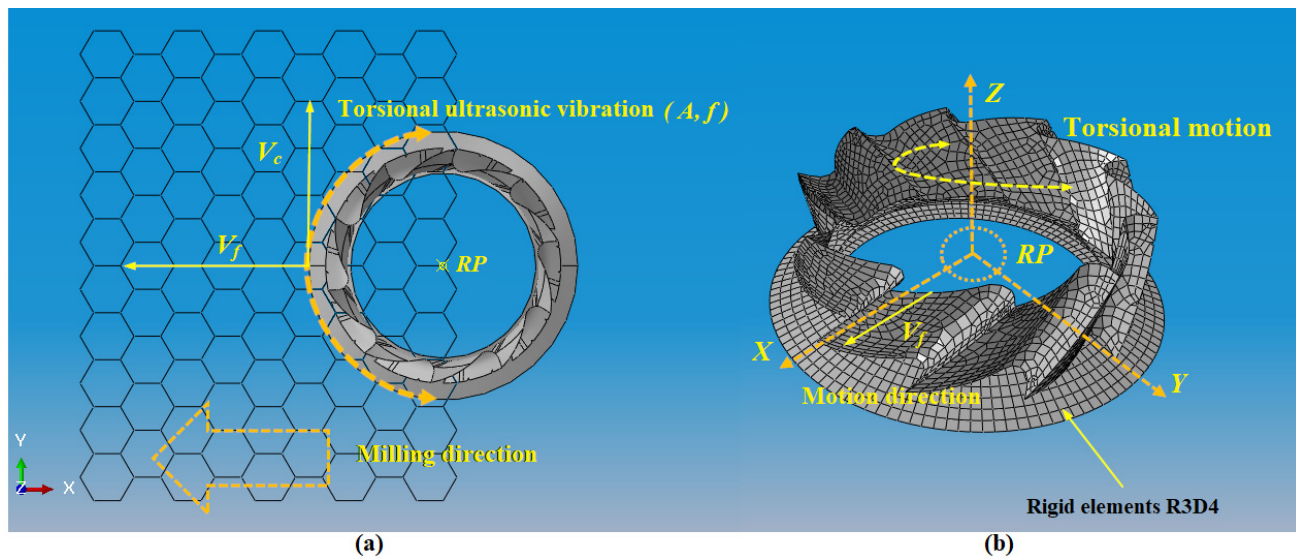 Torsional ultrasonic vibration (A, f)
Vc
Vf
RP
Milling direction
Y
Z
X
(a)
Z
Torsional motion
RP
Vf
X
Motion direction
Y
Rigid elements R3D4
(b)